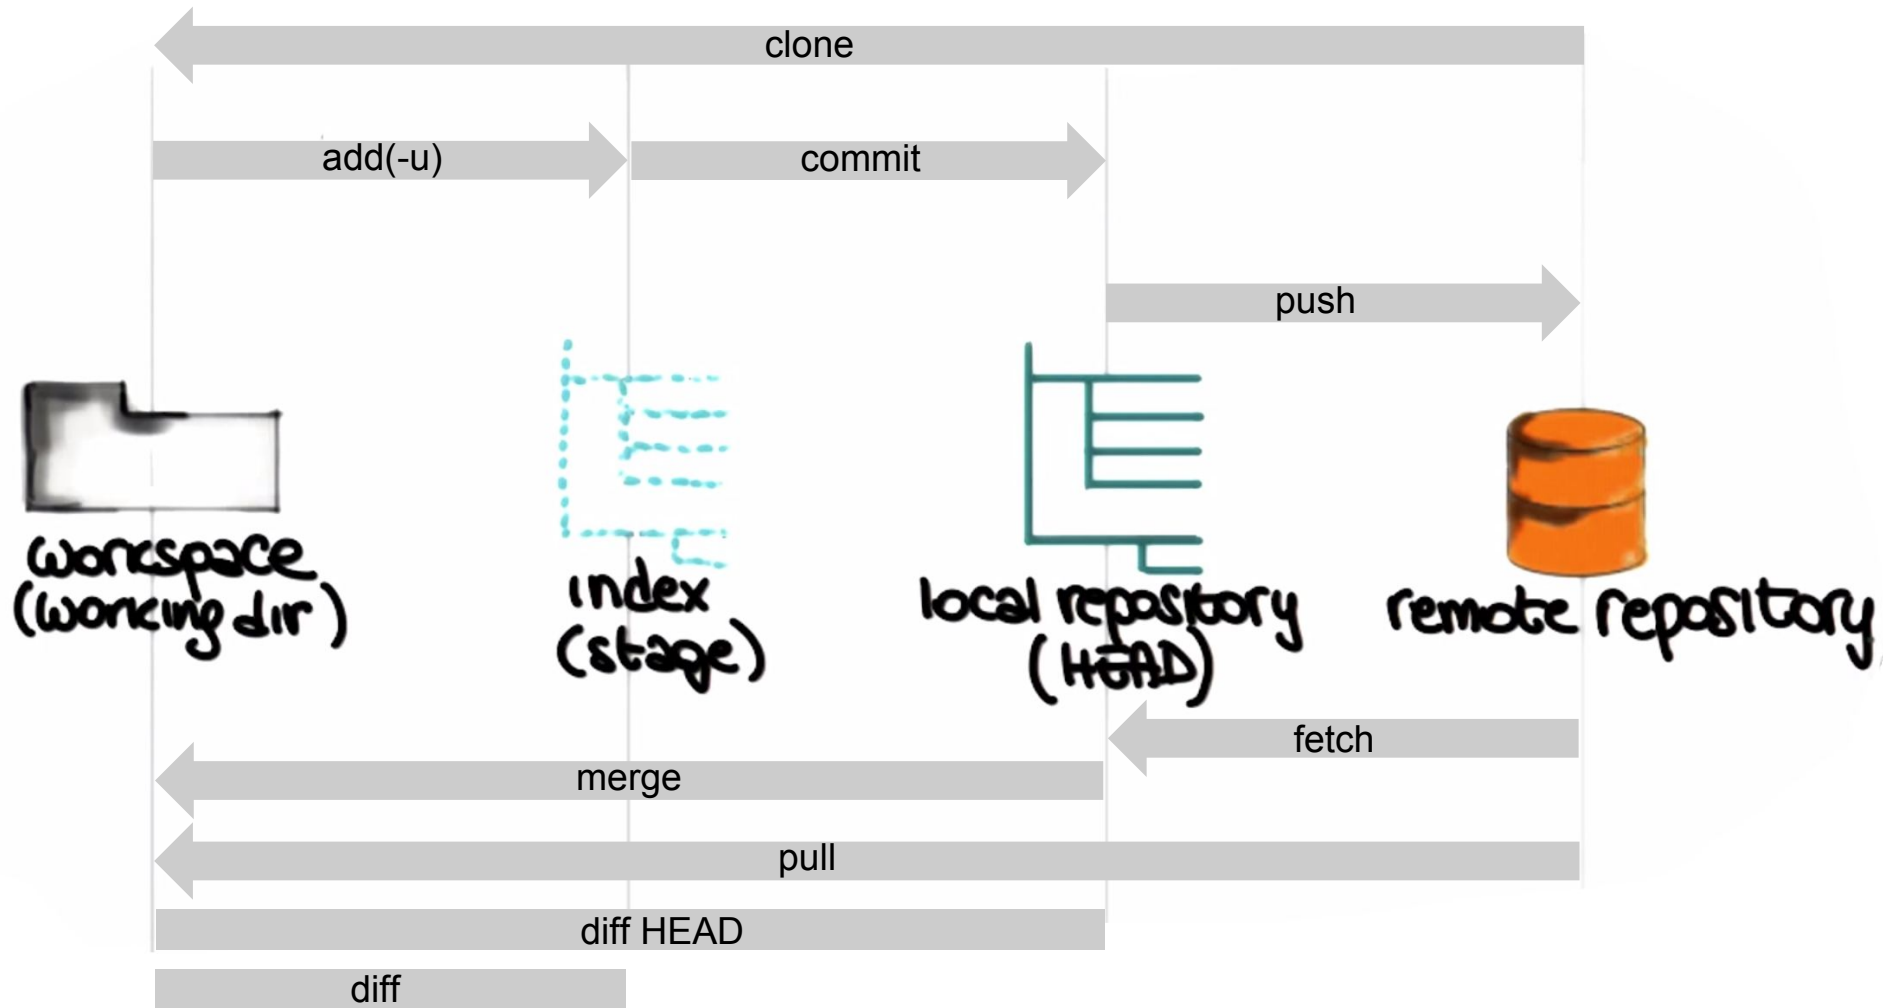 clone
add(-u)
commit
push
workspace
(working dir)
index
(stage)
local repository
(HEAD)
remote repository
fetch
merge
pull
diff HEAD
diff